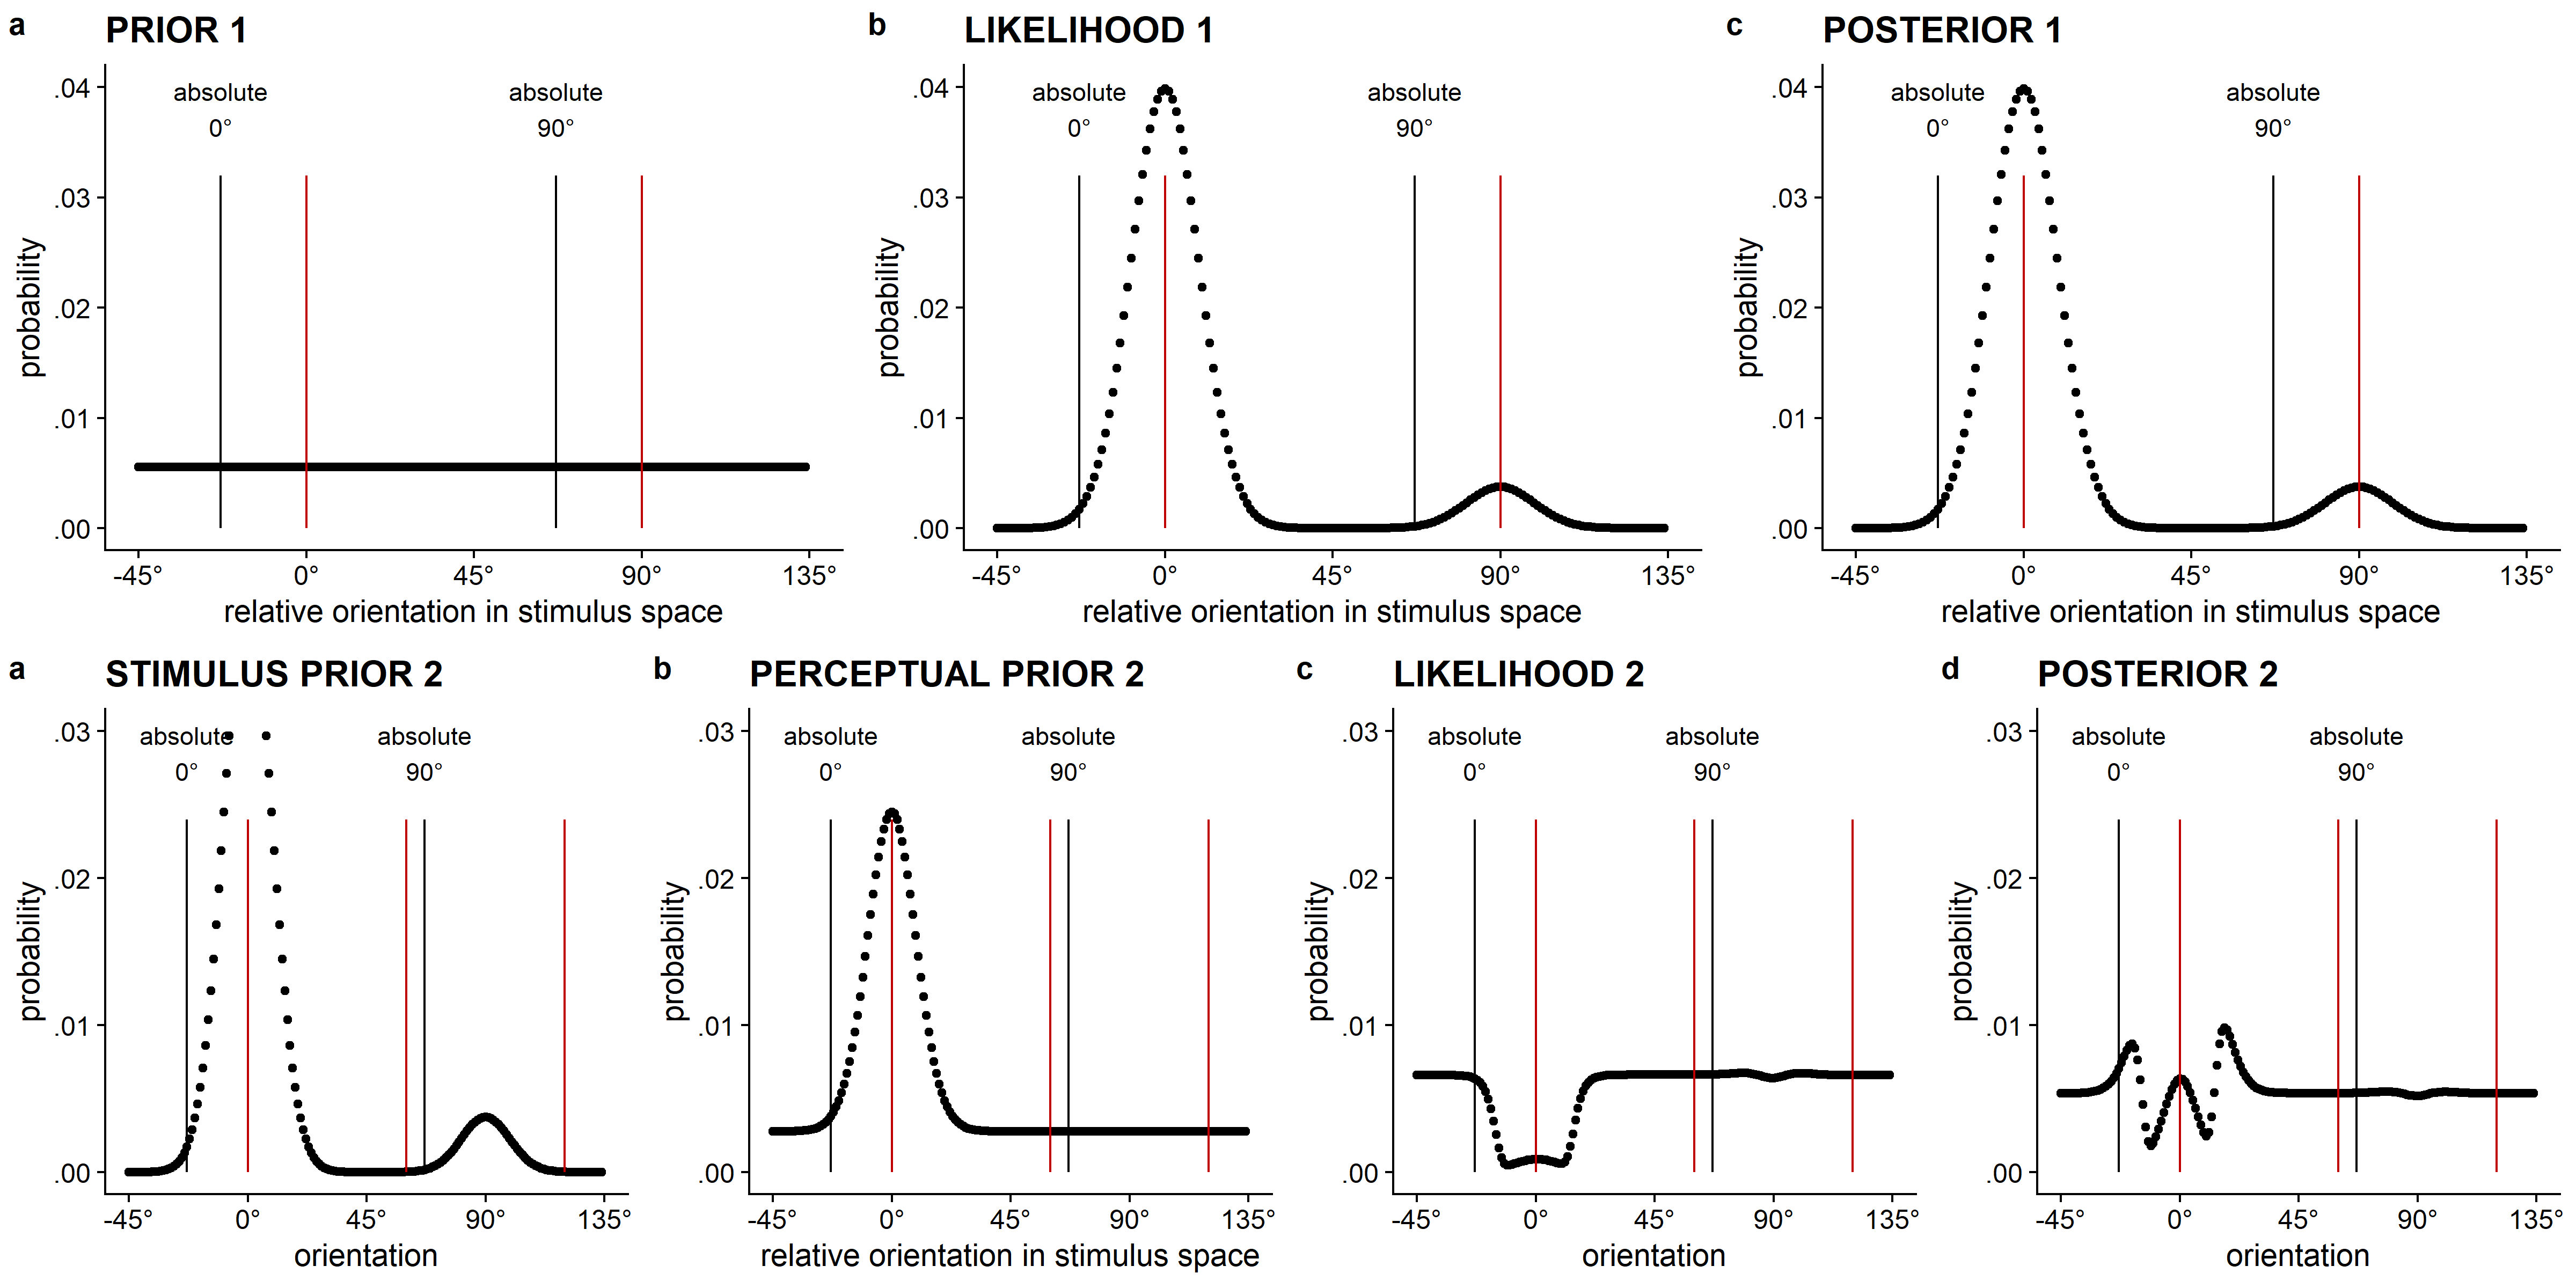 a PRIOR 1
absolute absolute
0° 90°
.04
.03
.02
.01
.00
probability
-45° 0° 45° 90° 135°
relative orientation in stimulus space
b LIKELIHOOD 1
absolute absolute
0° 90°
.04
.03
.02
.01
.00
probability
-45° 0° 45° 90° 135°
relative orientation in stimulus space
c POSTERIOR 1
absolute absolute
0° 90°
.04
.03
.02
.01
.00
probability
-45° 0° 45° 90° 135°
relative orientation in stimulus space
a STIMULUS PRIOR 2
absolute absolute
0° 90°
.03
.02
.01
.00
probability
-45° 0° 45° 90° 135°
orientation
b PERCEPTUAL PRIOR 2
absolute absolute
0° 90°
.03
.02
.01
.00
probability
-45° 0° 45° 90° 135°
relative orientation in stimulus space
c LIKELIHOOD 2
absolute absolute
0° 90°
.03
.02
.01
.00
probability
-45° 0° 45° 90° 135°
orientation
d POSTERIOR 2
absolute absolute
0° 90°
.03
.02
.01
.00
probability
-45° 0° 45° 90° 135°
orientation